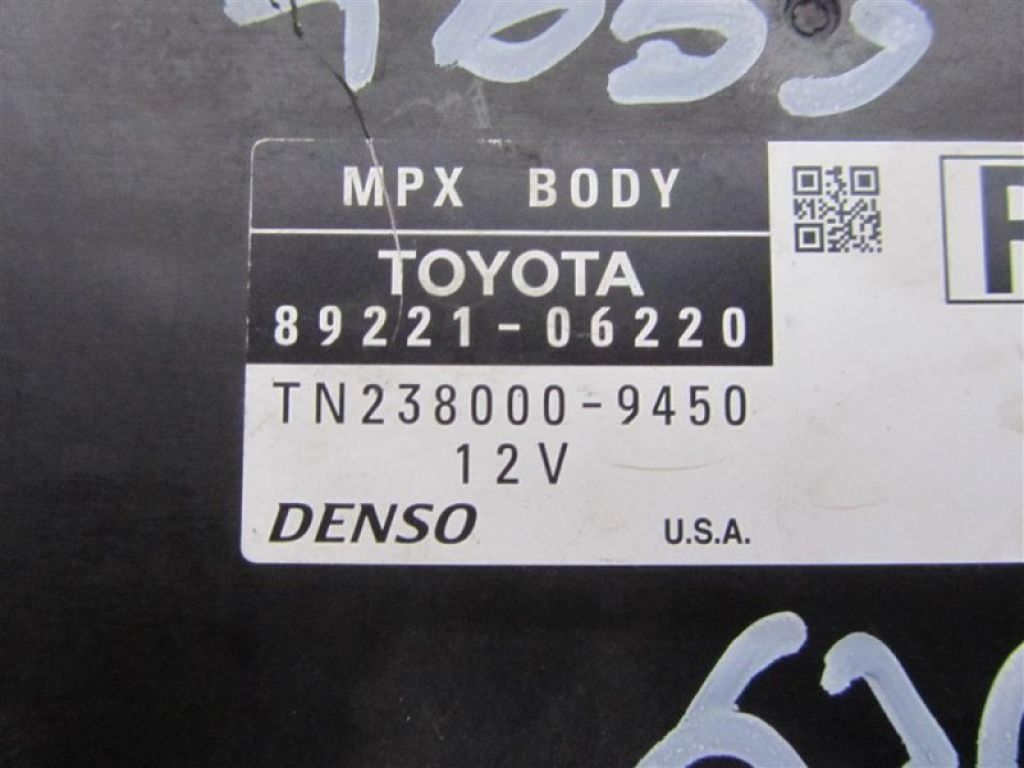 MPX BODY
TOYOTA
89221-06220
TN238000-9450
12V
DENSO
U.S.A.